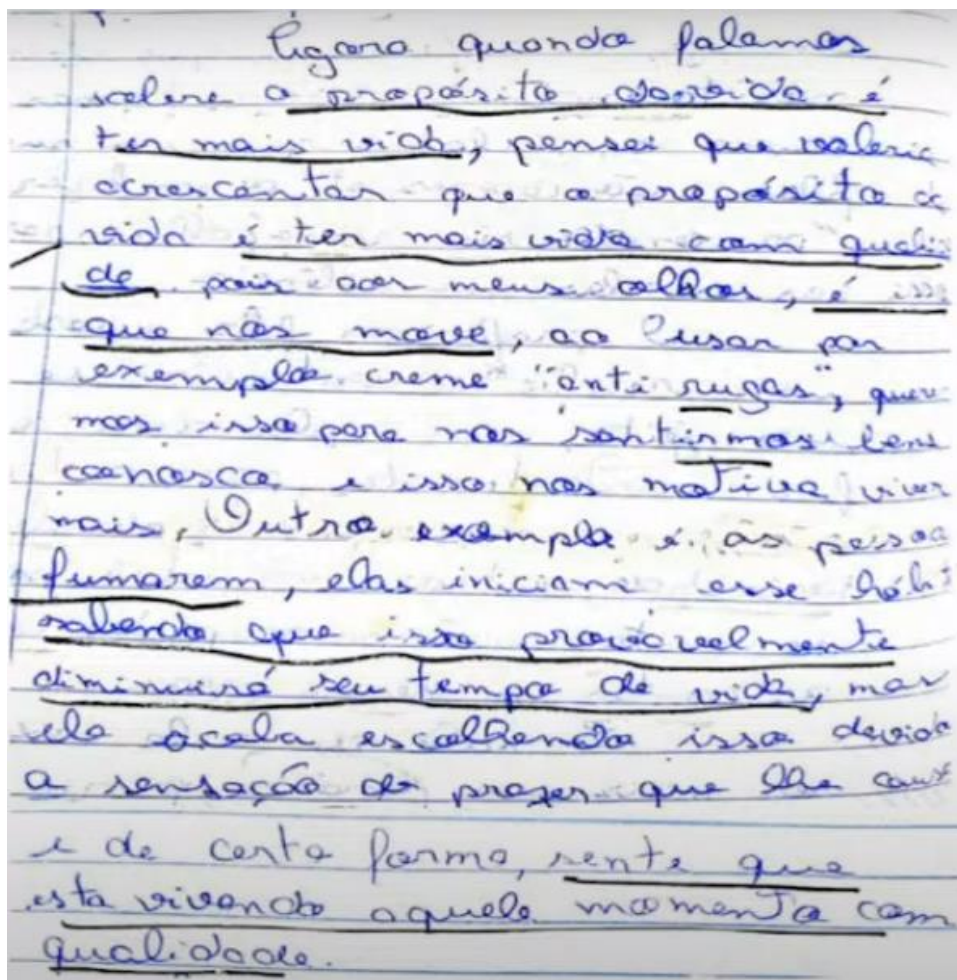 Agora quando falamos
sobre o propósito da vida é
ter mais vida, pensei que valeria
acrescentar que o propósito da
vida é ter mais vida com quali
de pois aos meus olhos, é isso
que nos move, ao usar por
exemplo creme "anti rugas", quere
mos isso para nos sentirmos bem
conosco e isso nos motiva viver
mais, Outro exemplo é as pessoa
fumarem, elas iniciam esse hábi
sabendo que isso provavelmente
diminuirá seu tempo de vida, mas
ela acaba escolhendo isso devido
a sensação de prazer que lhe caus
e de certa forma, sente que
esta vivendo aquele momento com
qualidade.